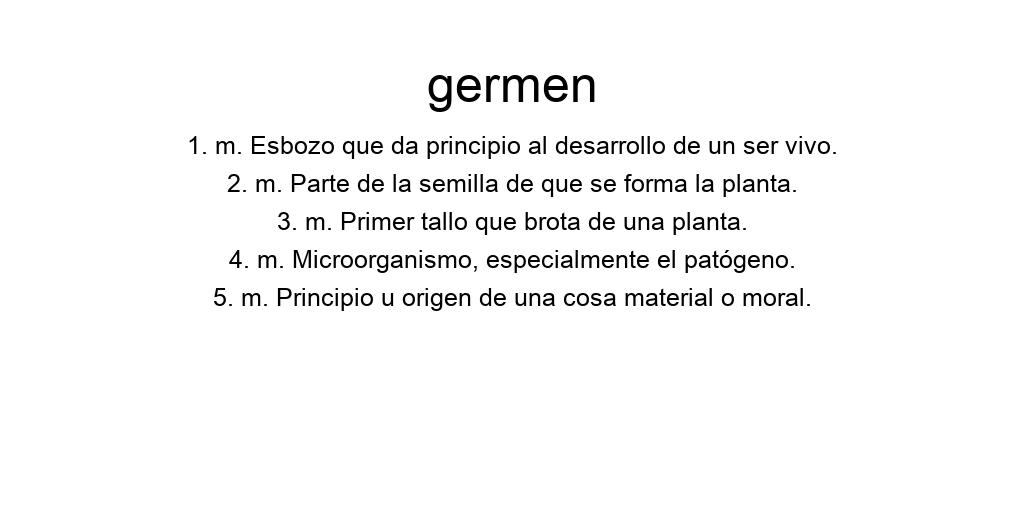 germen
1. m. Esbozo que da principio al desarrollo de un ser vivo.
2. m. Parte de la semilla de que se forma la planta.
3. m. Primer tallo que brota de una planta.
4. m. Microorganismo, especialmente el patógeno.
5. m. Principio u origen de una cosa material o moral.